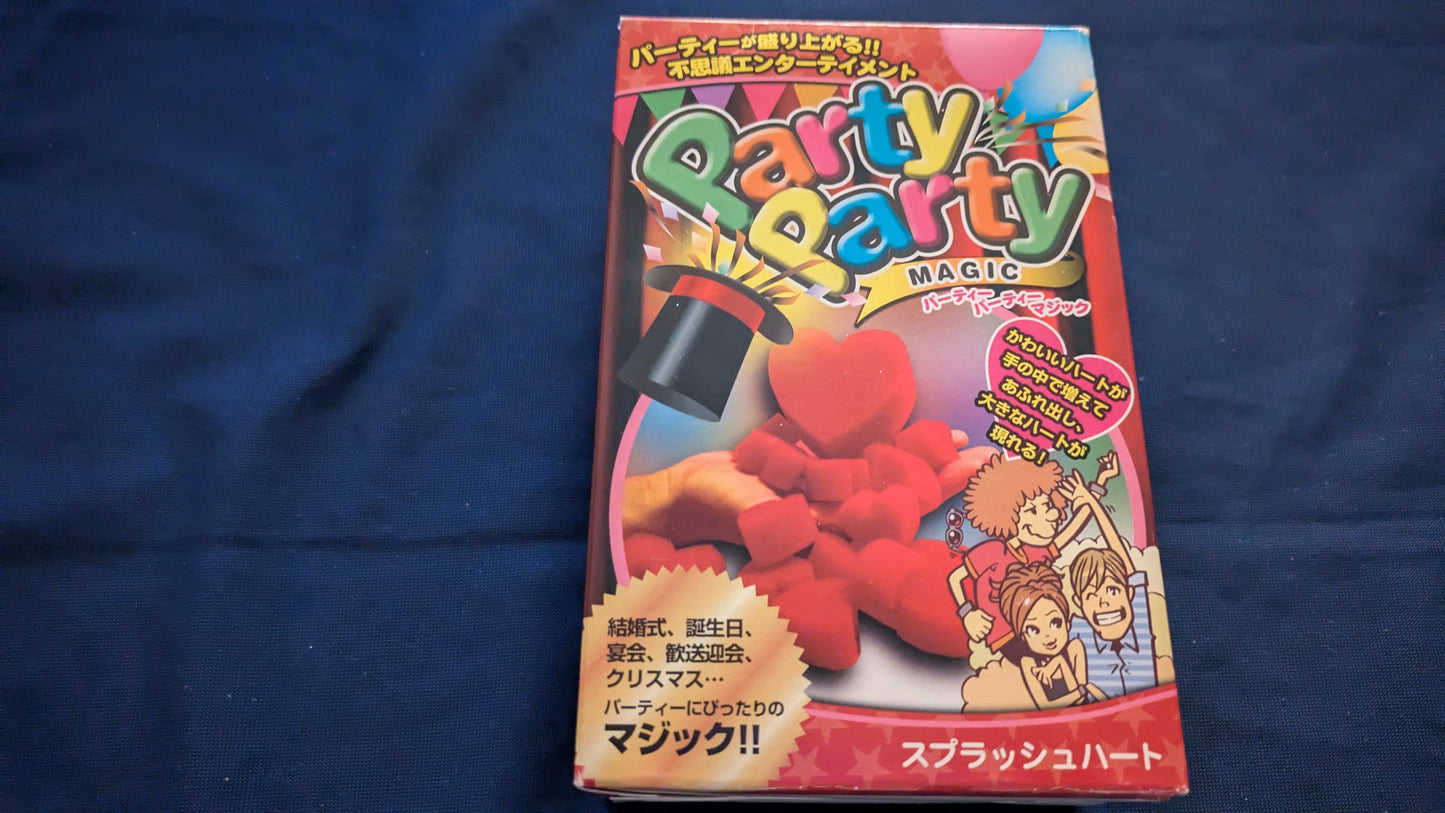 パーティーが盛り上がる!!
不思議エンターテイメント
Party
Party
MAGIC
パーティーパーティーマジック
かわいいハートが
手の中で増えて
あふれ出し、
大きなハートが
現れる!
結婚式、誕生日、
宴会、歓送迎会、
クリスマス…
パーティーにぴったりの
マジック!!
スプラッシュハート